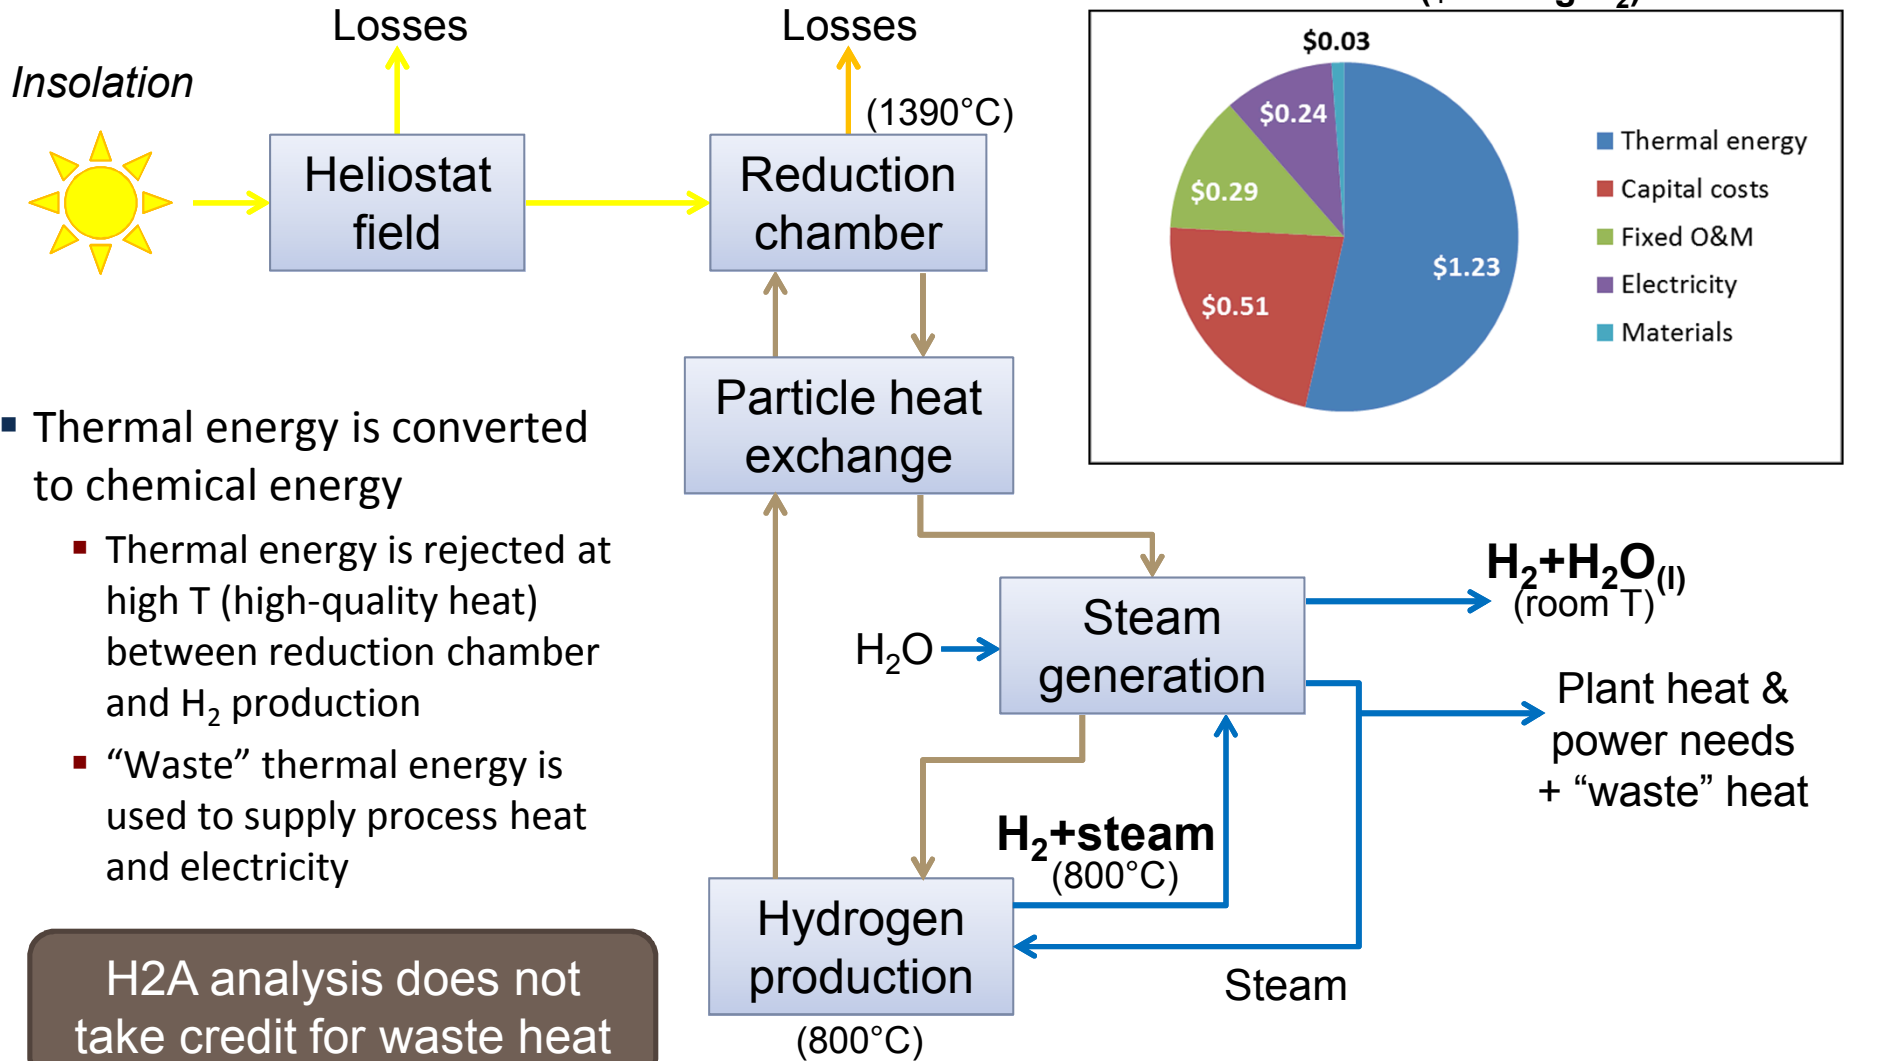 Losses
Losses
Insolation
(1390°C)
Heliostat
field
Reduction
chamber
$0.03
$0.24
$0.29
$0.51
$1.23
Thermal energy
Capital costs
Fixed O&M
Electricity
Materials
Particle heat
exchange
▪ Thermal energy is converted
to chemical energy
▪ Thermal energy is rejected at
high T (high-quality heat)
between reduction chamber
and H₂ production
▪ “Waste” thermal energy is
used to supply process heat
and electricity
H2A analysis does not
take credit for waste heat
H₂O
Steam
generation
H₂+H₂O(l)
(room T)
Plant heat &
power needs
+ “waste” heat
H₂+steam
(800°C)
Hydrogen
production
(800°C)
Steam